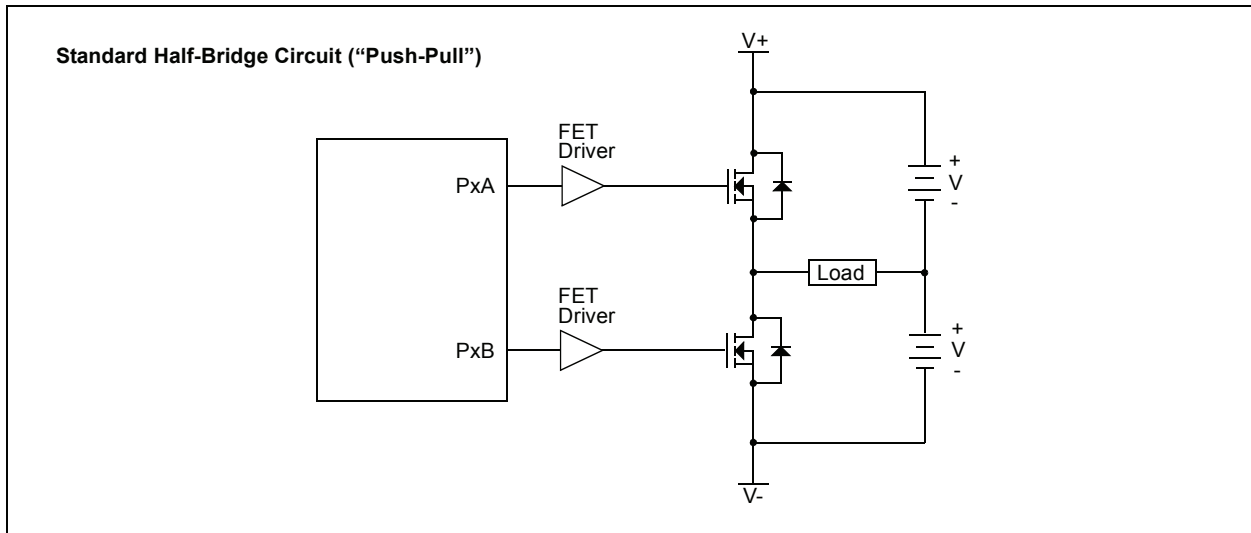 Standard Half-Bridge Circuit (“Push-Pull”)
V+
FET
Driver
PxA
+
V
-
Load
FET
Driver
PxB
+
V
-
V-